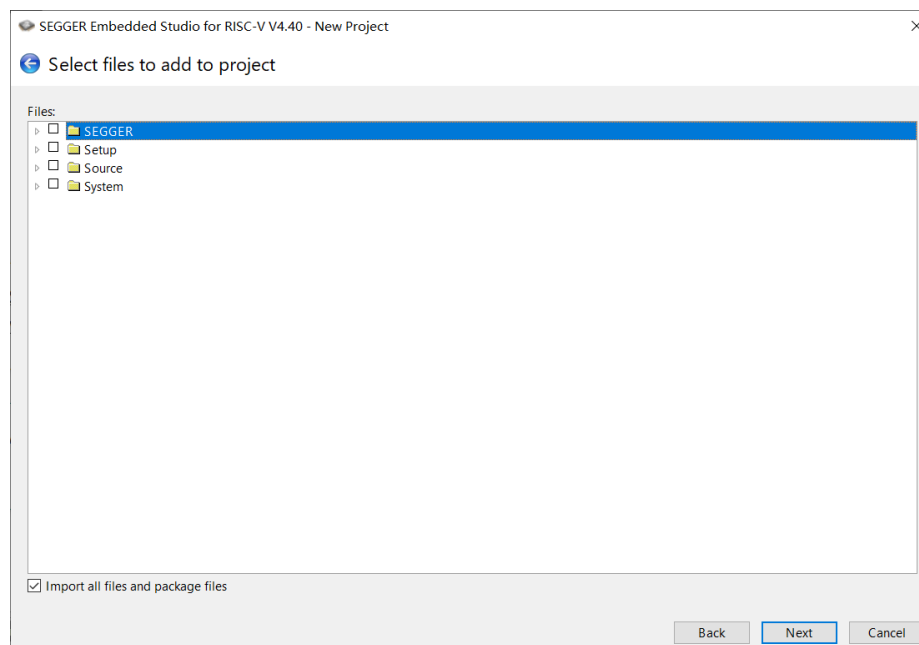 SEGGER Embedded Studio for RISC-V V4.40 - New Project
Select files to add to project
Files:
SEGGER
Setup
Source
System
Import all files and package files
Back Next Cancel